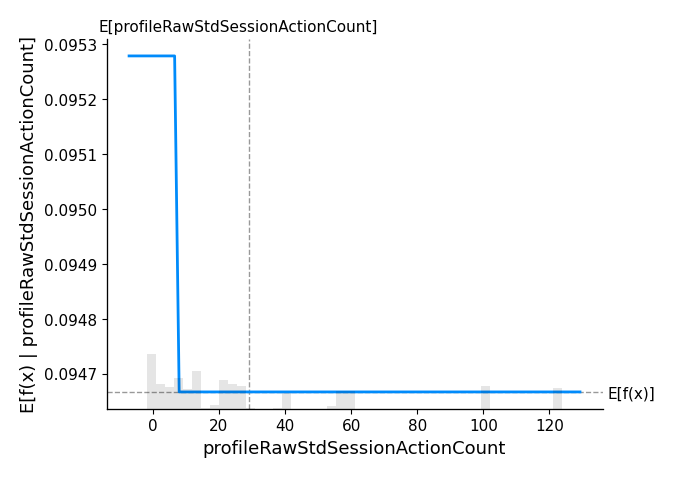 E[profileRawStdSessionActionCount]
E[f(x) | profileRawStdSessionActionCount]
0.0953
0.0952
0.0951
0.0950
0.0949
0.0948
0.0947
E[f(x)]
0 20 40 60 80 100 120
profileRawStdSessionActionCount